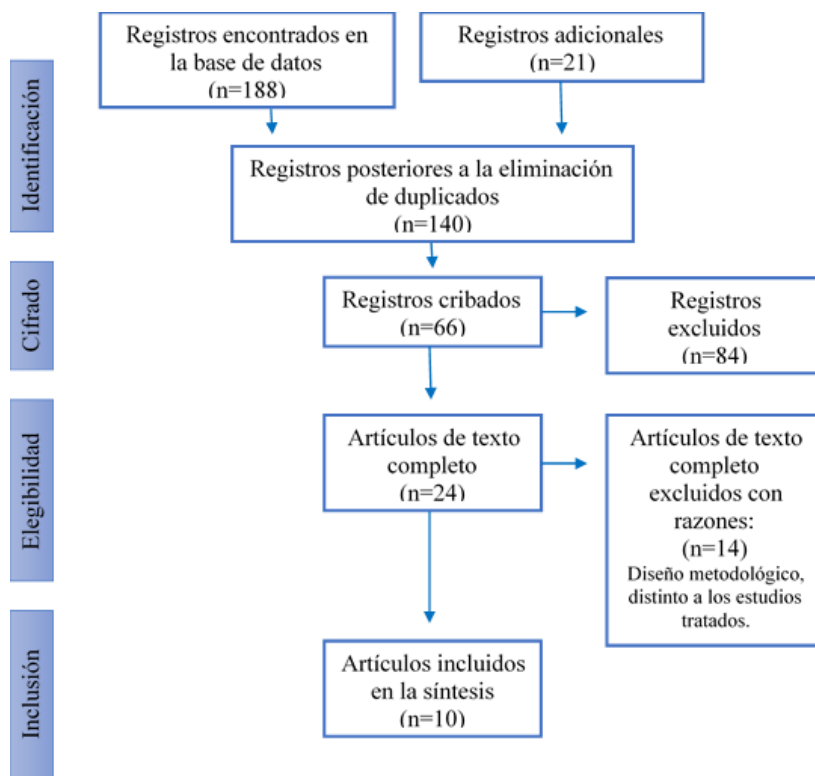 Identificación
Registros encontrados en
la base de datos
(n=188)
Registros adicionales
(n=21)
Registros posteriores a la eliminación
de duplicados
(n=140)
Cifrado
Registros cribados
(n=66)
Registros
excluidos
(n=84)
Elegibilidad
Artículos de texto
completo
(n=24)
Artículos de texto
completo
excluidos con
razones:
(n=14)
Diseño metodológico,
distinto a los estudios
tratados.
Inclusión
Artículos incluidos
en la síntesis
(n=10)